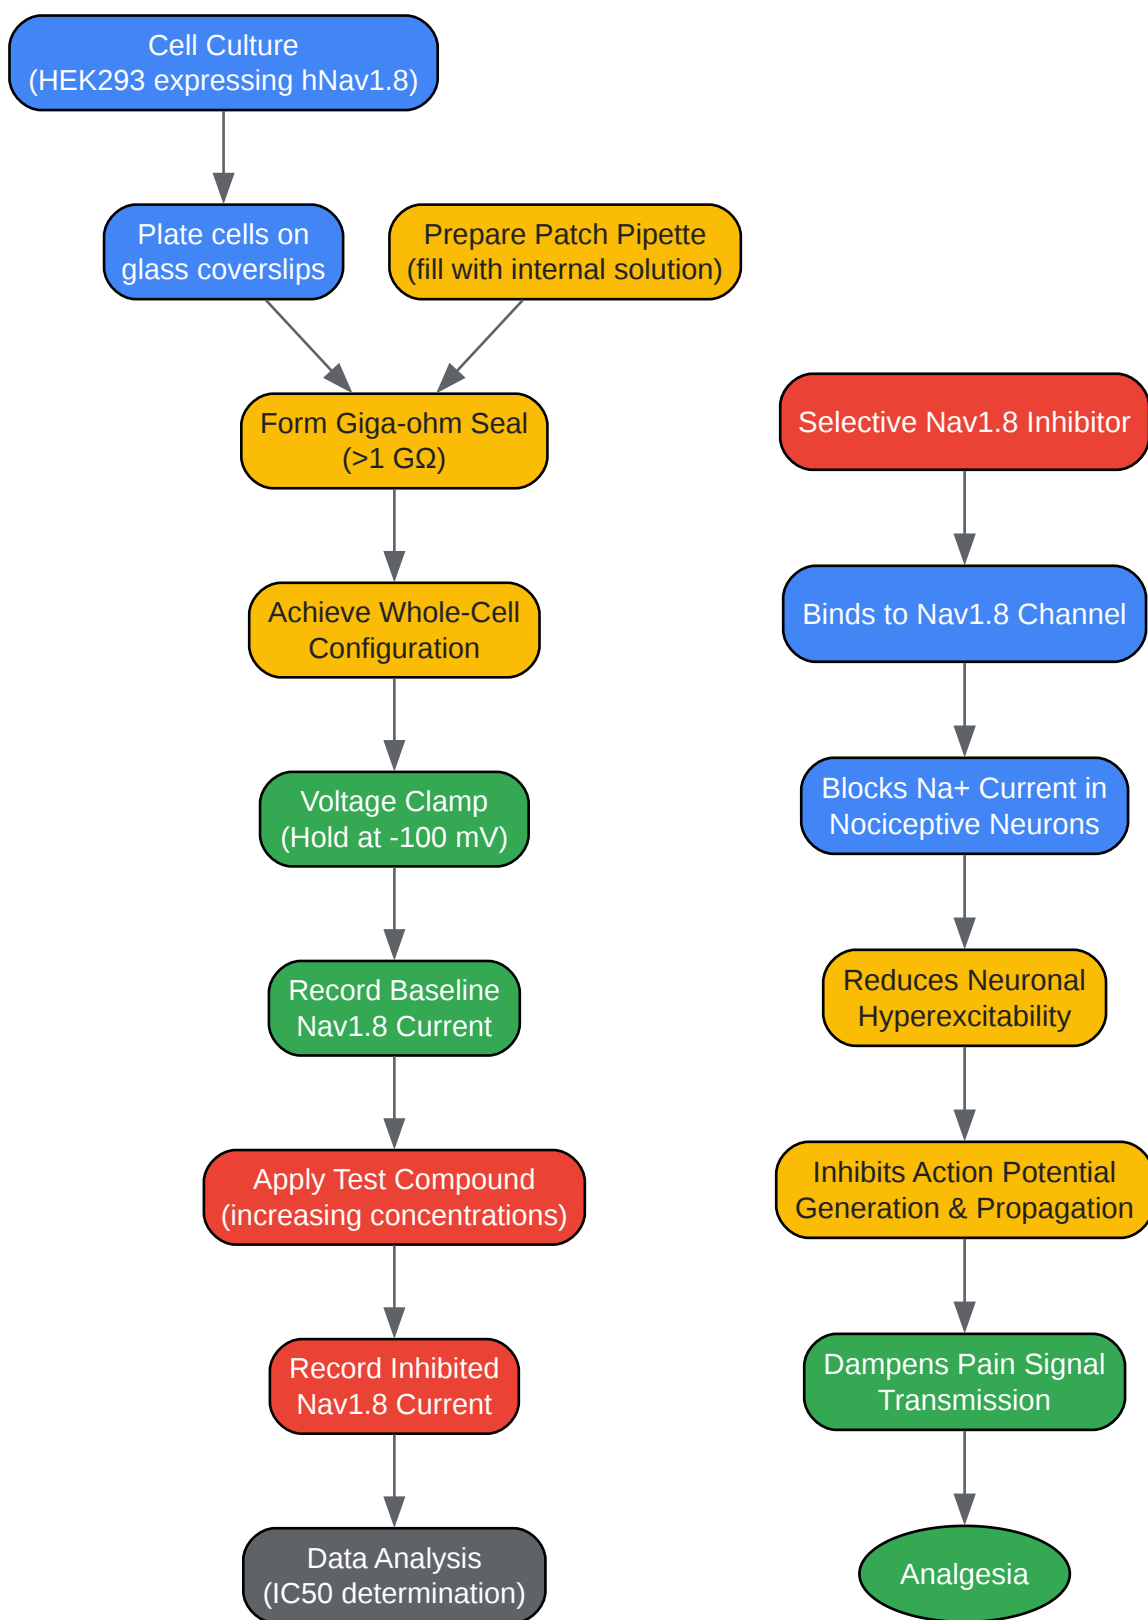 Cell Culture
(HEK293 expressing hNav1.8)
Plate cells on
glass coverslips
Prepare Patch Pipette
(fill with internal solution)
Form Giga-ohm Seal
(>1 GΩ)
Achieve Whole-Cell
Configuration
Voltage Clamp
(Hold at -100 mV)
Record Baseline
Nav1.8 Current
Apply Test Compound
(increasing concentrations)
Record Inhibited
Nav1.8 Current
Data Analysis
(IC50 determination)
Selective Nav1.8 Inhibitor
Binds to Nav1.8 Channel
Blocks Na+ Current in
Nociceptive Neurons
Reduces Neuronal
Hyperexcitability
Inhibits Action Potential
Generation & Propagation
Dampens Pain Signal
Transmission
Analgesia